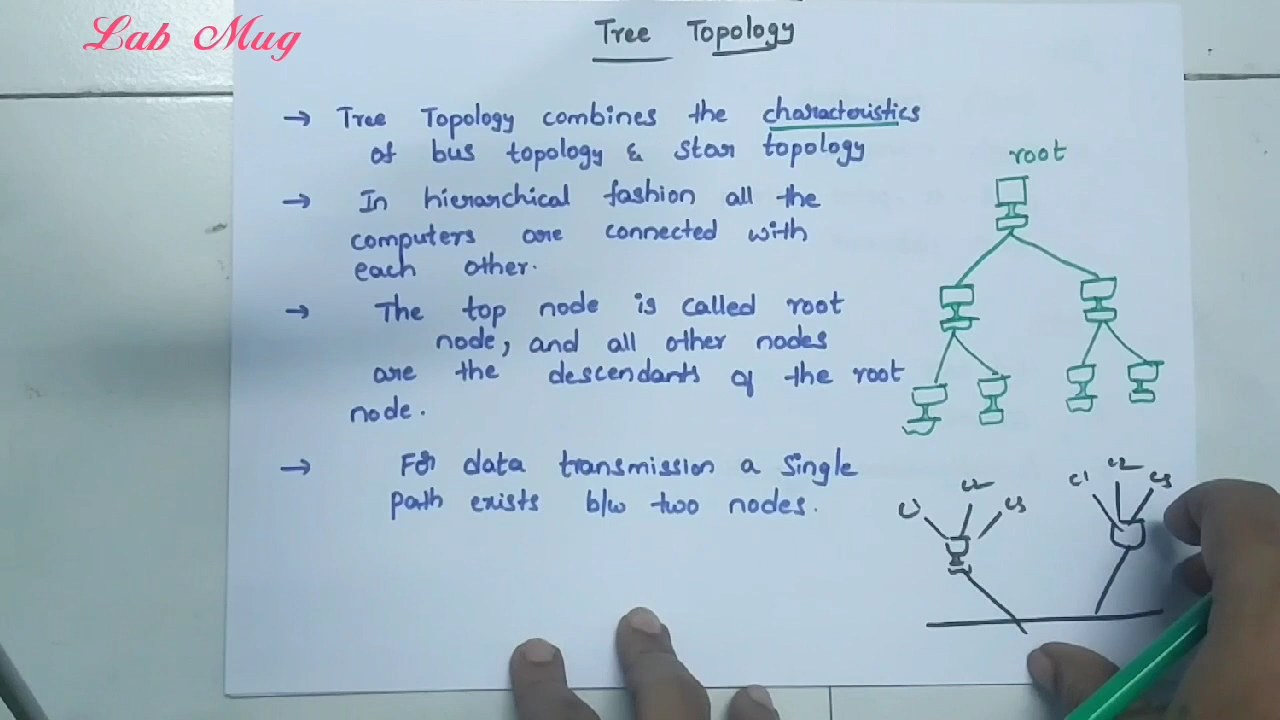 Lab Mug
Tree Topology
→ Tree Topology combines the characteristics
of bus topology & star topology
→ In hierarchical fashion all the
computers are connected with
each other.
→ The top node is called root
node, and all other nodes
are the descendants of the root
node.
→ For data transmission a single
path exists b/w two nodes.
root
c2
c3
c1
c2
c3